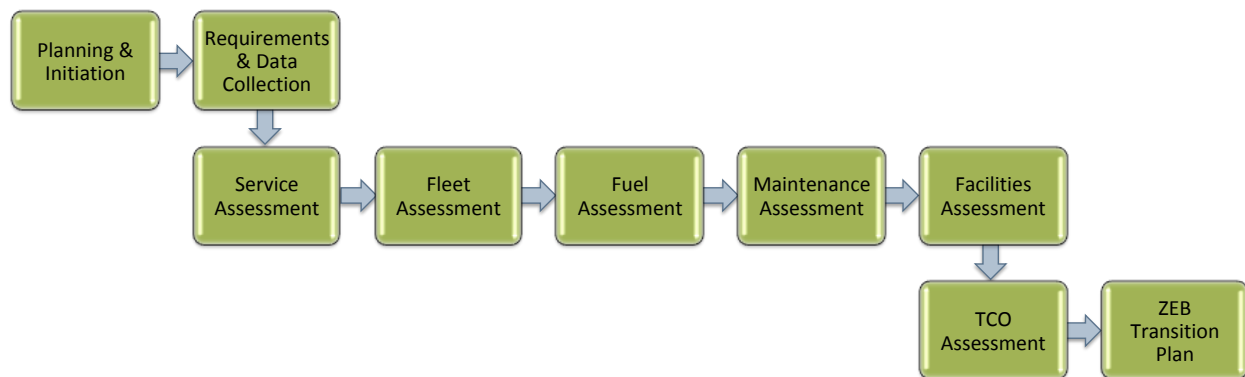 Planning &
Initiation
Requirements
& Data
Collection
Service
Assessment
Fleet
Assessment
Fuel
Assessment
Maintenance
Assessment
Facilities
Assessment
TCO
Assessment
ZEB
Transition
Plan